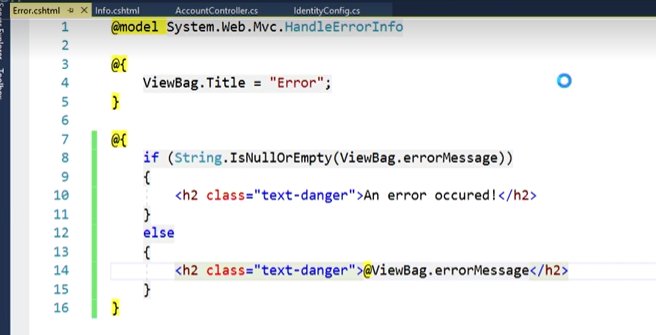 Error.cshtml Info.cshtml AccountController.cs IdentityConfig.cs
1 @model System.Web.Mvc.HandleErrorInfo
2
3 @{
4 ViewBag.Title = "Error";
5 }
6
7 @{
8 if (String.IsNullOrEmpty(ViewBag.errorMessage))
9 {
10 <h2 class="text-danger">An error occured!</h2>
11 }
12 else
13 {
14 <h2 class="text-danger">@ViewBag.errorMessage</h2>
15 }
16 }